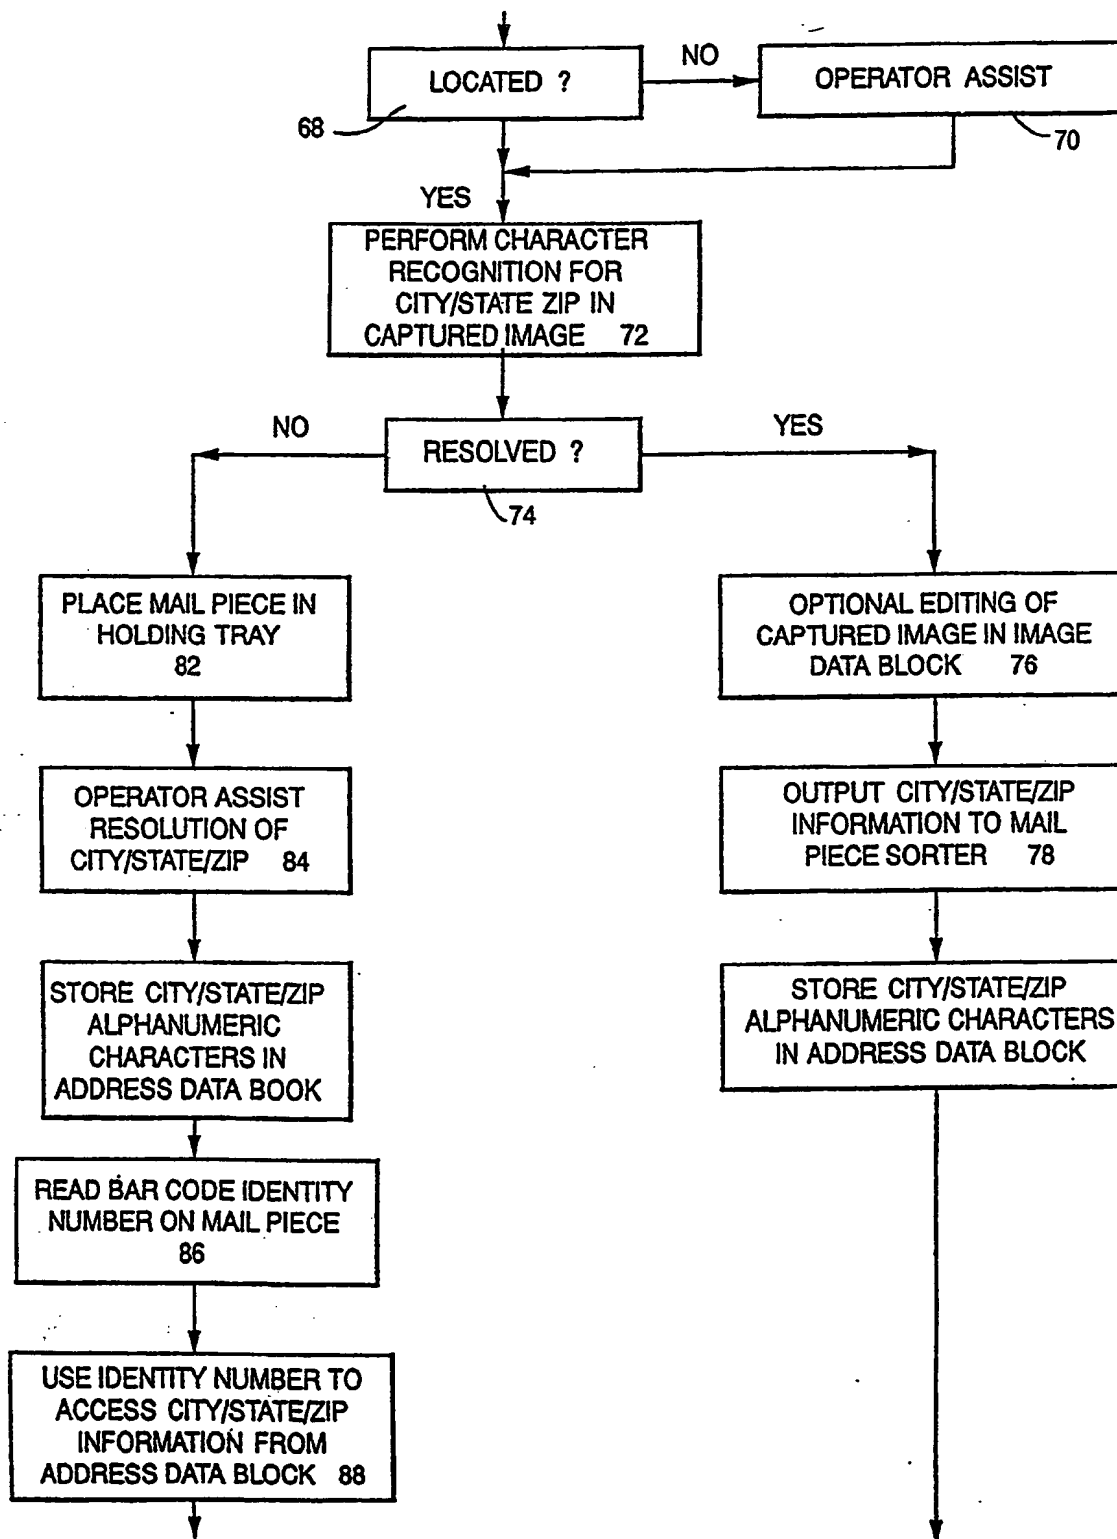 LOCATED ?
NO
OPERATOR ASSIST
68
70
YES
PERFORM CHARACTER
RECOGNITION FOR
CITY/STATE ZIP IN
CAPTURED IMAGE 72
NO
RESOLVED ?
YES
74
PLACE MAIL PIECE IN
HOLDING TRAY
82
OPTIONAL EDITING OF
CAPTURED IMAGE IN IMAGE
DATA BLOCK 76
OPERATOR ASSIST
RESOLUTION OF
CITY/STATE/ZIP 84
OUTPUT CITY/STATE/ZIP
INFORMATION TO MAIL
PIECE SORTER 78
STORE CITY/STATE/ZIP
ALPHANUMERIC
CHARACTERS IN
ADDRESS DATA BOOK
STORE CITY/STATE/ZIP
ALPHANUMERIC CHARACTERS
IN ADDRESS DATA BLOCK
READ BAR CODE IDENTITY
NUMBER ON MAIL PIECE
86
USE IDENTITY NUMBER TO
ACCESS CITY/STATE/ZIP
INFORMATION FROM
ADDRESS DATA BLOCK 88